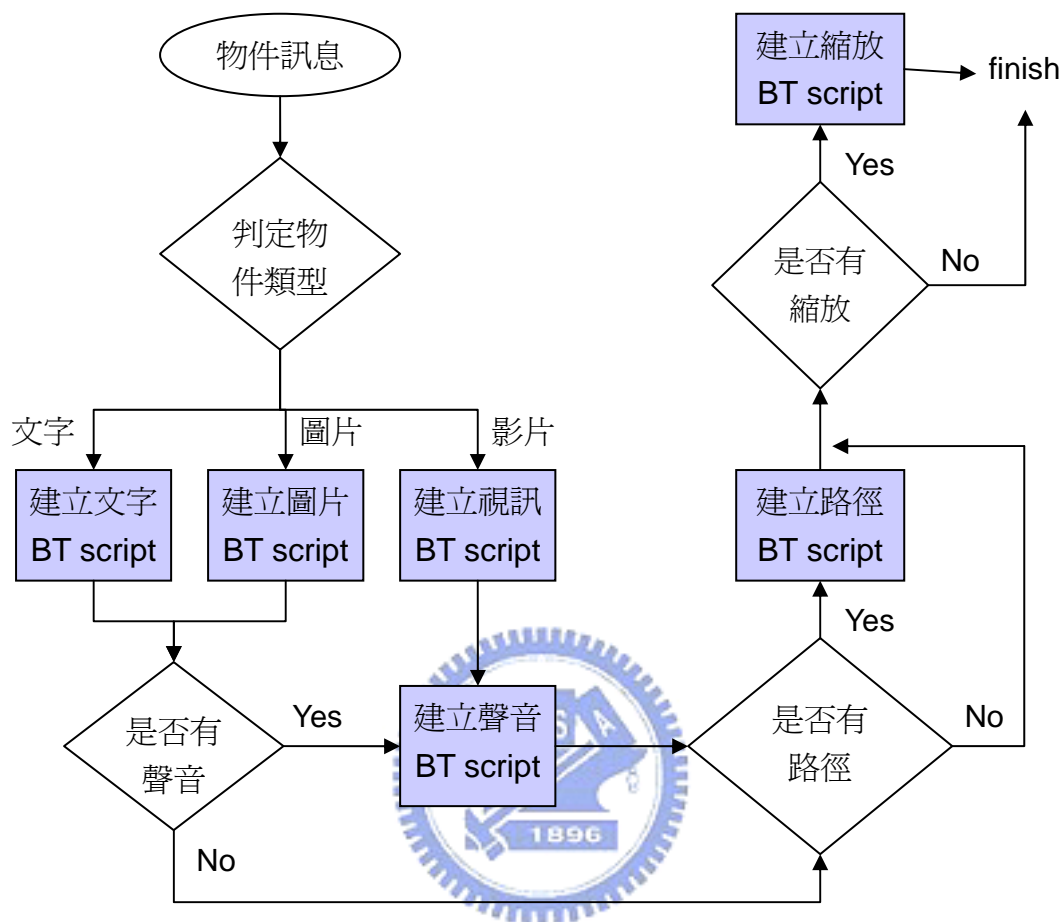 物件訊息
判定物
件類型
文字
圖片
影片
建立文字
BT script
建立圖片
BT script
建立視訊
BT script
是否有
聲音
Yes
No
建立聲音
BT script
1896
是否有
路徑
Yes
No
建立路徑
BT script
是否有
縮放
Yes
No
建立縮放
BT script
finish